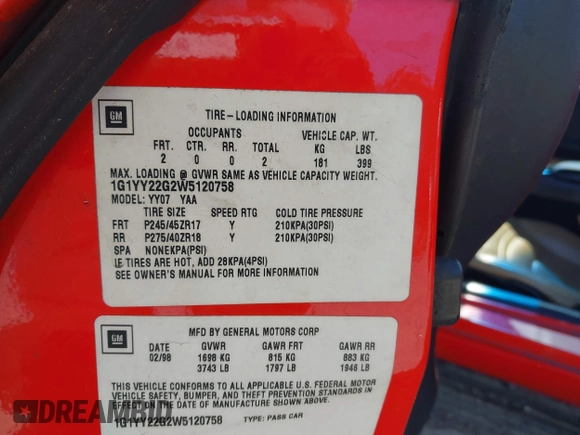 GM
TIRE-LOADING INFORMATION
OCCUPANTS VEHICLE CAP. WT.
FRT. CTR. RR. TOTAL KG LBS
2 0 0 2 181 399
MAX. LOADING @ GVWR SAME AS VEHICLE CAPACITY WEIGHT.
1G1YY22G2W5120758
MODEL: YY07 YAA
TIRE SIZE SPEED RTG COLD TIRE PRESSURE
FRT P245/45ZR17 Y 210KPA(30PSI)
RR P275/40ZR18 Y 210KPA(30PSI)
SPA NONEKPA(PSI)
IF TIRES ARE HOT, ADD 28KPA(4PSI)
SEE OWNER'S MANUAL FOR MORE INFORMATION
GM
MFD BY GENERAL MOTORS CORP
DATE GVWR GAWR FRT GAWR RR
02/98 1698 KG 815 KG 883 KG
3743 LB 1797 LB 1946 LB
THIS VEHICLE CONFORMS TO ALL APPLICABLE U.S. FEDERAL MOTOR
VEHICLE SAFETY, BUMPER, AND THEFT PREVENTION STANDARDS IN
EFFECT ON THE DATE OF MANUFACTURE SHOWN ABOVE.
1G1YY22G2W5120758 TYPE: PASS CAR
DREAMBID